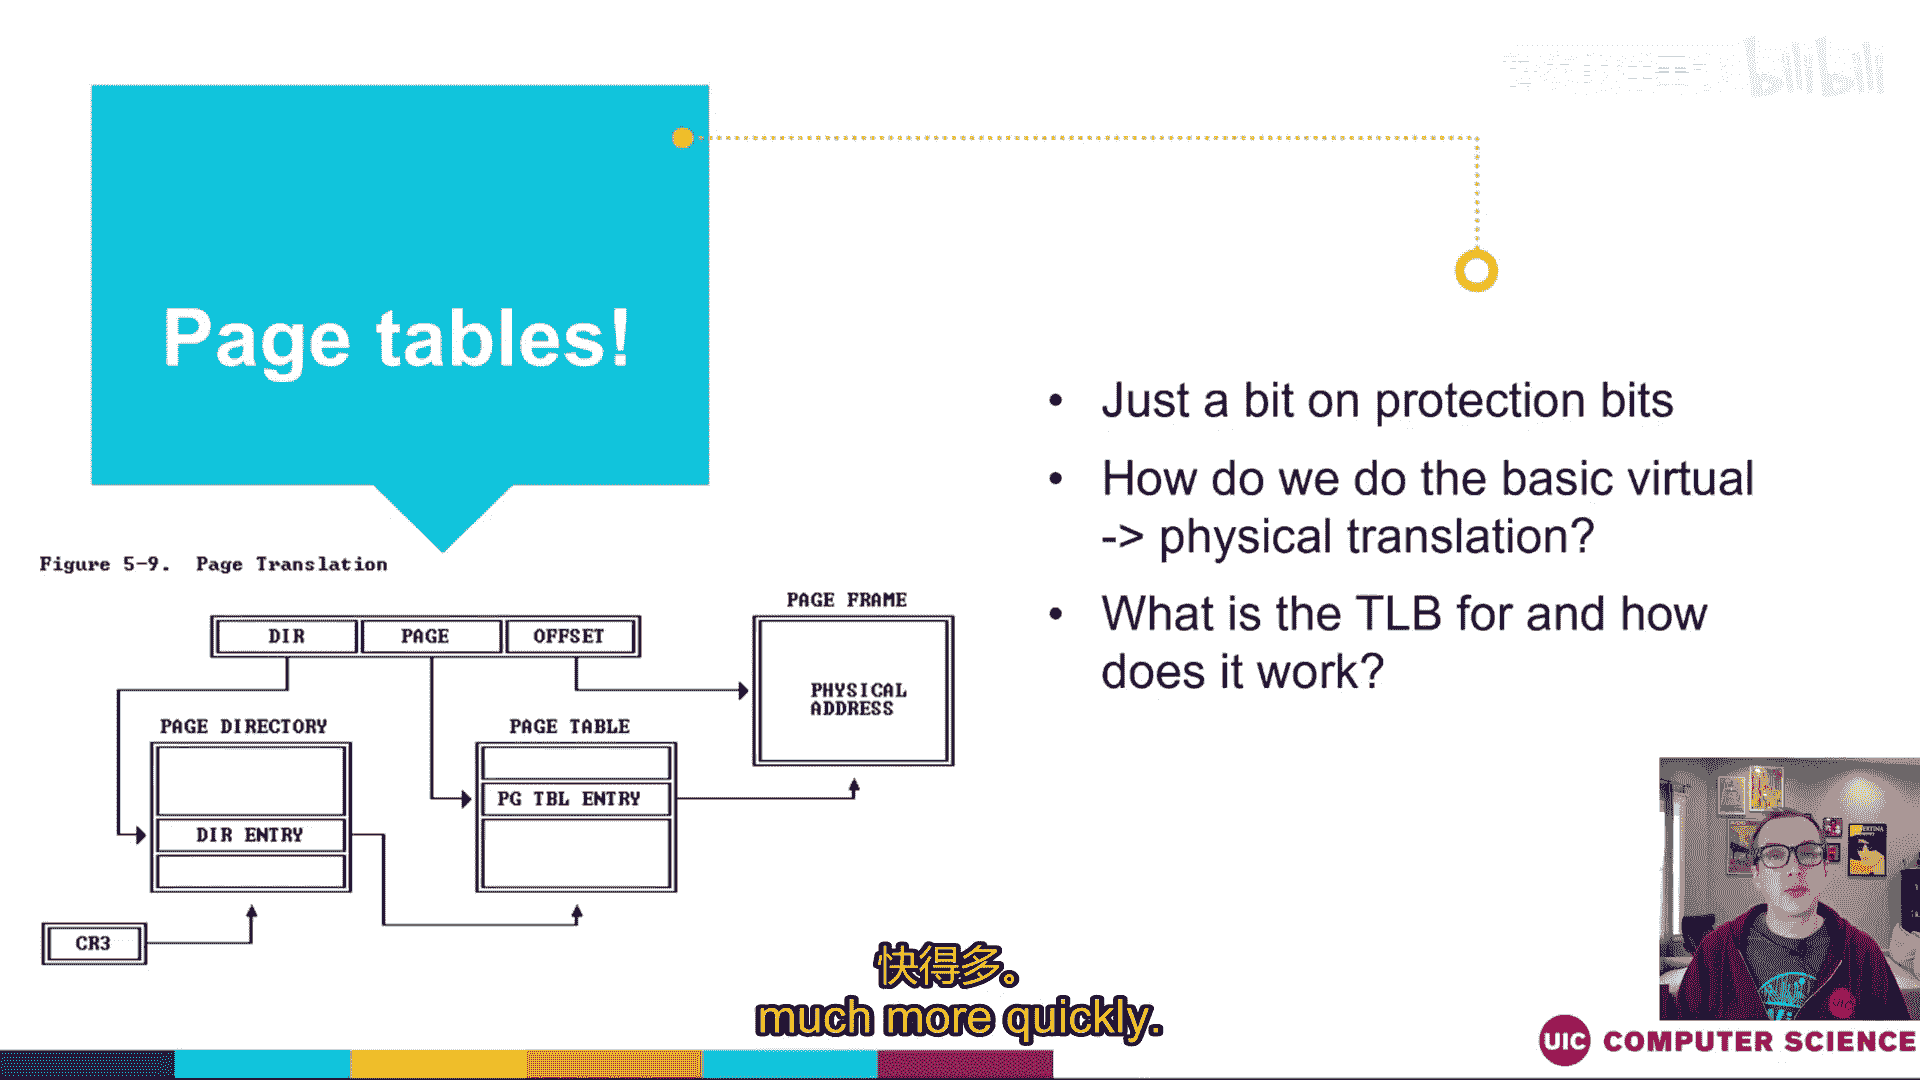 bilibili
Page tables!
• Just a bit on protection bits
• How do we do the basic virtual
-> physical translation?
• What is the TLB for and how
does it work?
Figure 5-9. Page Translation
PAGE FRAME
DIR PAGE OFFSET
PHYSICAL
ADDRESS
PAGE DIRECTORY PAGE TABLE
PG TBL ENTRY
DIR ENTRY
CR3
快得多。
much more quickly.
UIC COMPUTER SCIENCE